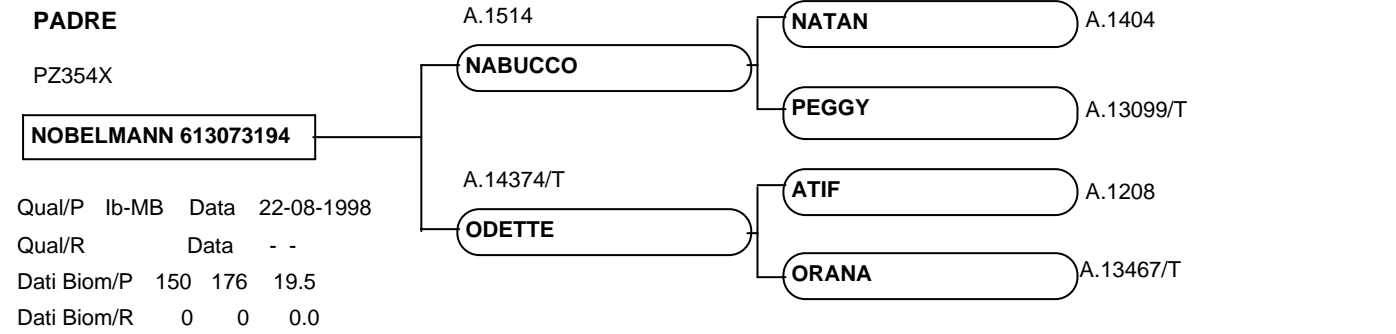 PADRE
PZ354X
NOBELMANN 613073194
Qual/P Ib-MB Data 22-08-1998
Qual/R Data - -
Dati Biom/P 150 176 19.5
Dati Biom/R 0 0 0.0
A.1514
NABUCCO
A.14374/T
ODETTE
NATAN A.1404
PEGGY A.13099/T
ATIF A.1208
ORANA A.13467/T